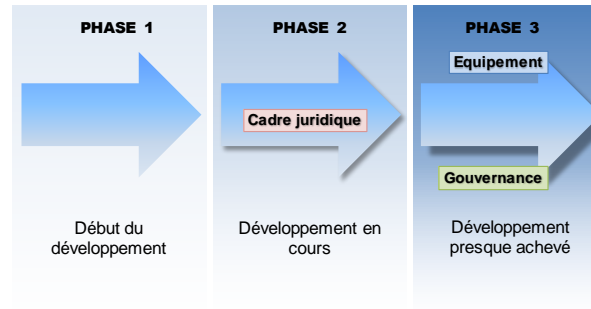 PHASE 1
Début du
développement
PHASE 2
Cadre juridique
Développement en
cours
PHASE 3
Equipement
Gouvernance
Développement
presque achevé